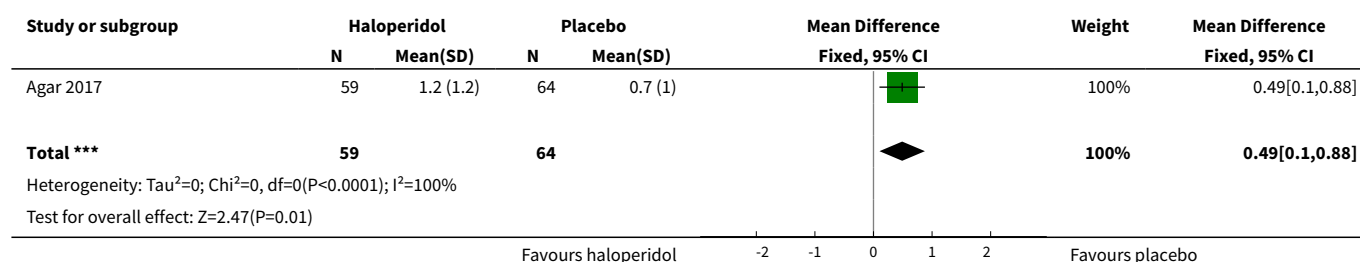 Study or subgroup Haloperidol Placebo Mean Difference Weight Mean Difference
N Mean(SD) N Mean(SD) Fixed, 95% CI Fixed, 95% CI
Agar 2017 59 1.2 (1.2) 64 0.7 (1) 100% 0.49[0.1,0.88]
Total *** 59 64 100% 0.49[0.1,0.88]
Heterogeneity: Tau²=0; Chi²=0, df=0(P<0.0001); I²=100%
Test for overall effect: Z=2.47(P=0.01)
Favours haloperidol -2 -1 0 1 2 Favours placebo